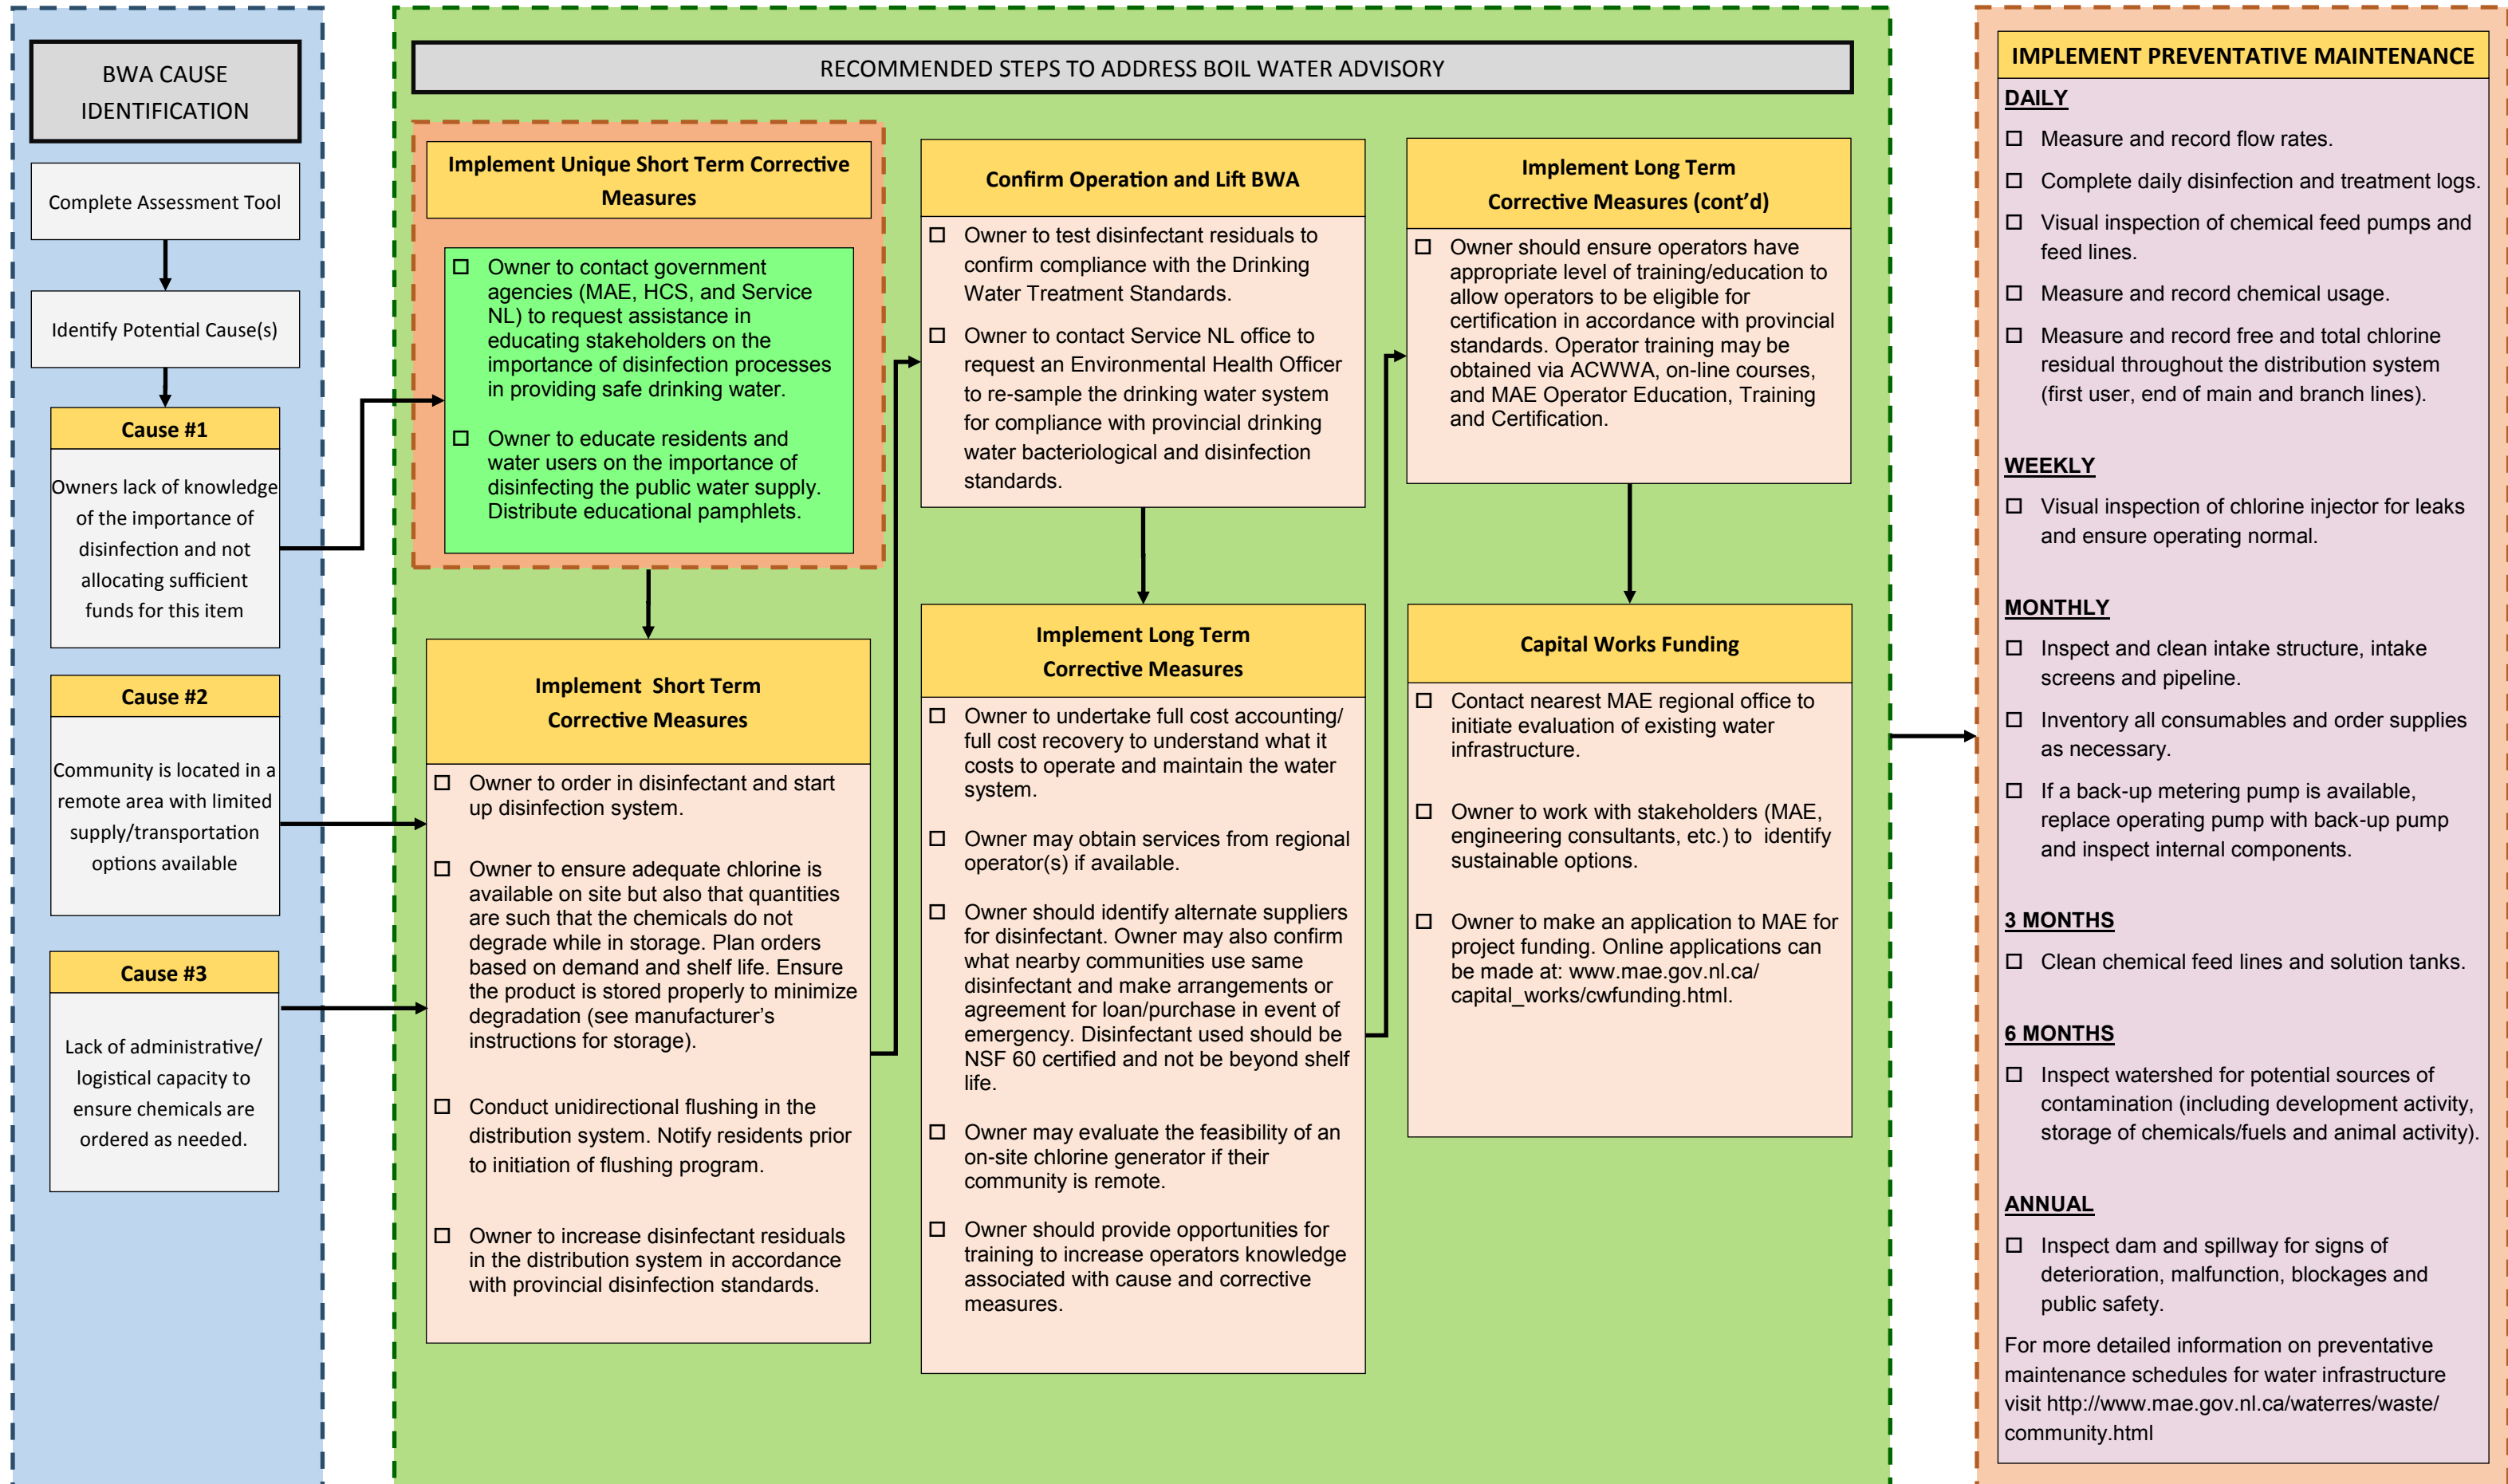 BWA CAUSE
IDENTIFICATION
Complete Assessment Tool
Identify Potential Cause(s)
Cause #1
Owners lack of knowledge
of the importance of
disinfection and not
allocating sufficient
funds for this item
Cause #2
Community is located in a
remote area with limited
supply/transportation
options available
Cause #3
Lack of administrative/
logistical capacity to
ensure chemicals are
ordered as needed.
RECOMMENDED STEPS TO ADDRESS BOIL WATER ADVISORY
Implement Unique Short Term Corrective
Measures
☐ Owner to contact government
agencies (MAE, HCS, and Service
NL) to request assistance in
educating stakeholders on the
importance of disinfection processes
in providing safe drinking water.
☐ Owner to educate residents and
water users on the importance of
disinfecting the public water supply.
Distribute educational pamphlets.
Implement Short Term
Corrective Measures
☐ Owner to order in disinfectant and start
up disinfection system.
☐ Owner to ensure adequate chlorine is
available on site but also that quantities
are such that the chemicals do not
degrade while in storage. Plan orders
based on demand and shelf life. Ensure
the product is stored properly to minimize
degradation (see manufacturer's
instructions for storage).
☐ Conduct unidirectional flushing in the
distribution system. Notify residents prior
to initiation of flushing program.
☐ Owner to increase disinfectant residuals
in the distribution system in accordance
with provincial disinfection standards.
Confirm Operation and Lift BWA
☐ Owner to test disinfectant residuals to
confirm compliance with the Drinking
Water Treatment Standards.
☐ Owner to contact Service NL office to
request an Environmental Health Officer
to re-sample the drinking water system
for compliance with provincial drinking
water bacteriological and disinfection
standards.
Implement Long Term
Corrective Measures
☐ Owner to undertake full cost accounting/
full cost recovery to understand what it
costs to operate and maintain the water
system.
☐ Owner may obtain services from regional
operator(s) if available.
☐ Owner should identify alternate suppliers
for disinfectant. Owner may also confirm
what nearby communities use same
disinfectant and make arrangements or
agreement for loan/purchase in event of
emergency. Disinfectant used should be
NSF 60 certified and not be beyond shelf
life.
☐ Owner may evaluate the feasibility of an
on-site chlorine generator if their
community is remote.
☐ Owner should provide opportunities for
training to increase operators knowledge
associated with cause and corrective
measures.
Implement Long Term
Corrective Measures (cont'd)
☐ Owner should ensure operators have
appropriate level of training/education to
allow operators to be eligible for
certification in accordance with provincial
standards. Operator training may be
obtained via ACWWA, on-line courses,
and MAE Operator Education, Training
and Certification.
Capital Works Funding
☐ Contact nearest MAE regional office to
initiate evaluation of existing water
infrastructure.
☐ Owner to work with stakeholders (MAE,
engineering consultants, etc.) to identify
sustainable options.
☐ Owner to make an application to MAE for
project funding. Online applications can
be made at: www.mae.gov.nl.ca/
capital_works/cwfunding.html.
IMPLEMENT PREVENTATIVE MAINTENANCE
DAILY
☐ Measure and record flow rates.
☐ Complete daily disinfection and treatment logs.
☐ Visual inspection of chemical feed pumps and
feed lines.
☐ Measure and record chemical usage.
☐ Measure and record free and total chlorine
residual throughout the distribution system
(first user, end of main and branch lines).
WEEKLY
☐ Visual inspection of chlorine injector for leaks
and ensure operating normal.
MONTHLY
☐ Inspect and clean intake structure, intake
screens and pipeline.
☐ Inventory all consumables and order supplies
as necessary.
☐ If a back-up metering pump is available,
replace operating pump with back-up pump
and inspect internal components.
3 MONTHS
☐ Clean chemical feed lines and solution tanks.
6 MONTHS
☐ Inspect watershed for potential sources of
contamination (including development activity,
storage of chemicals/fuels and animal activity).
ANNUAL
☐ Inspect dam and spillway for signs of
deterioration, malfunction, blockages and
public safety.
For more detailed information on preventative
maintenance schedules for water infrastructure
visit http://www.mae.gov.nl.ca/waterres/waste/
community.html